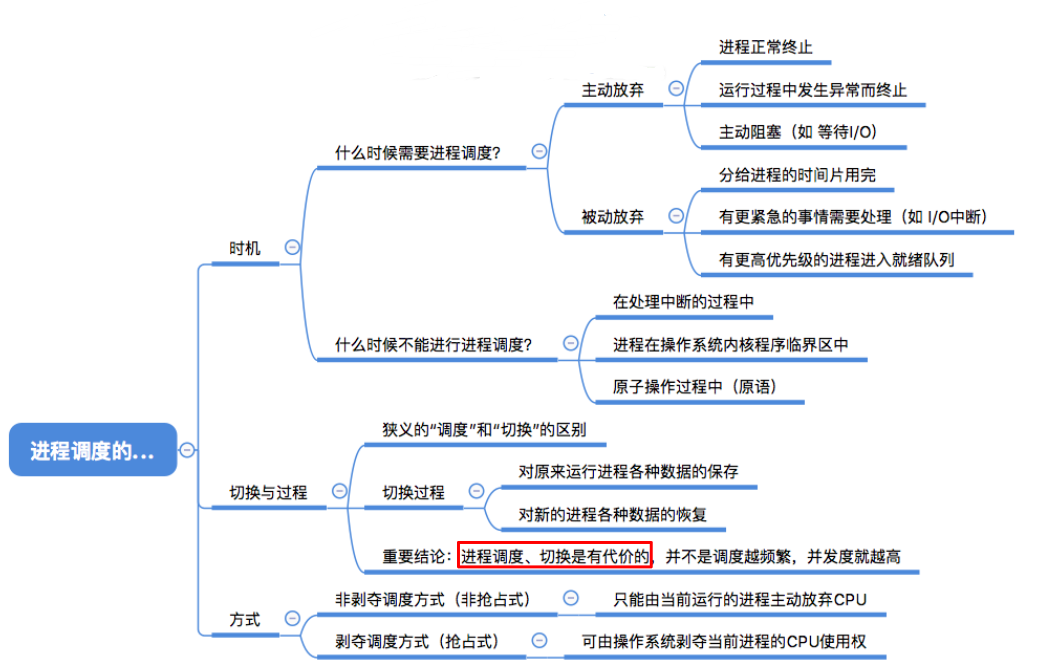 进程调度的...
时机
什么时候需要进程调度？
主动放弃
进程正常终止
运行过程中发生异常而终止
主动阻塞（如 等待I/O）
被动放弃
分给进程的时间片用完
有更紧急的事情需要处理（如 I/O中断）
有更高优先级的进程进入就绪队列
什么时候不能进行进程调度？
在处理中断的过程中
进程在操作系统内核程序临界区中
原子操作过程中（原语）
切换与过程
狭义的“调度”和“切换”的区别
切换过程
对原来运行进程各种数据的保存
对新的进程各种数据的恢复
重要结论：进程调度、切换是有代价的，并不是调度越频繁，并发度就越高
方式
非剥夺调度方式（非抢占式）
只能由当前运行的进程主动放弃CPU
剥夺调度方式（抢占式）
可由操作系统剥夺当前进程的CPU使用权